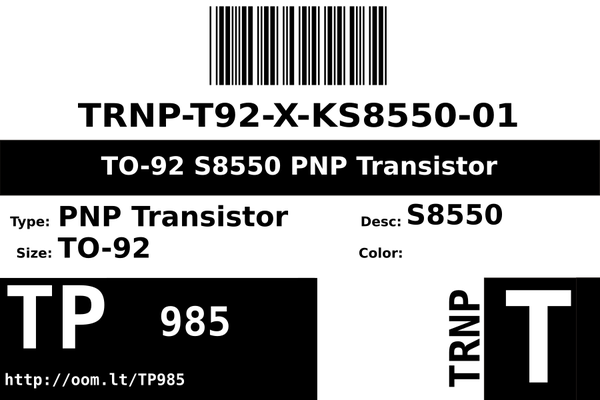 TRNP-T92-X-KS8550-01
TO-92 S8550 PNP Transistor
Type: PNP Transistor Desc: S8550
Size: TO-92 Color:
TP 985
http://oom.lt/TP985
TRNP
T